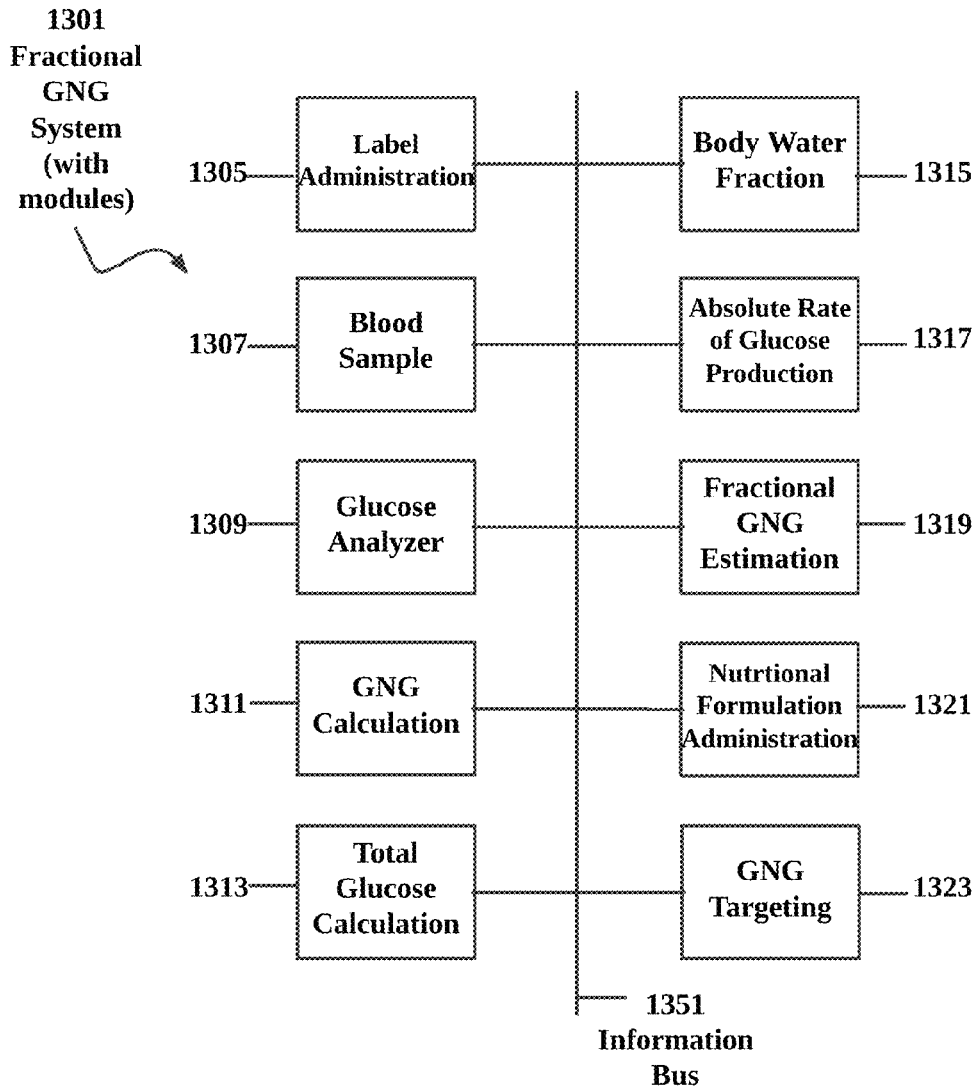 1301
Fractional
GNG
System
(with
modules)
1305
Label
Administration
Body Water
Fraction
1315
1307
Blood
Sample
Absolute Rate
of Glucose
Production
1317
1309
Glucose
Analyzer
Fractional
GNG
Estimation
1319
1311
GNG
Calculation
Nutrtional
Formulation
Administration
1321
1313
Total
Glucose
Calculation
GNG
Targeting
1323
1351
Information
Bus